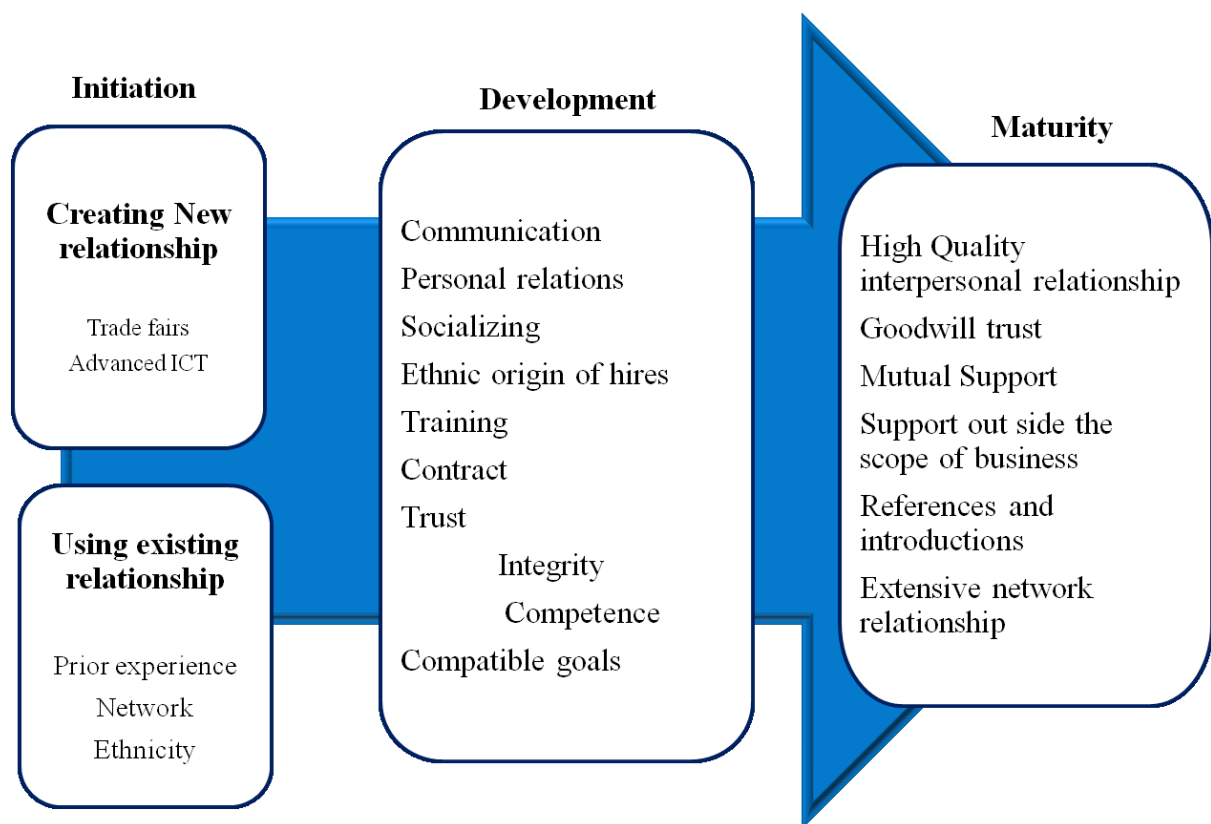 Initiation
Creating New
relationship
Trade fairs
Advanced ICT
Using existing
relationship
Prior experience
Network
Ethnicity
Development
Communication
Personal relations
Socializing
Ethnic origin of hires
Training
Contract
Trust
Integrity
Competence
Compatible goals
Maturity
High Quality
interpersonal relationship
Goodwill trust
Mutual Support
Support out side the
scope of business
References and
introductions
Extensive network
relationship